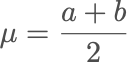 μ = (a + b) / 2